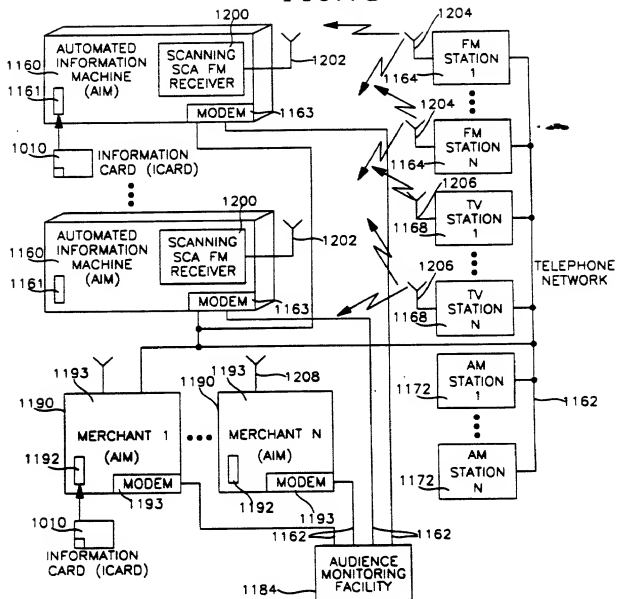 1200
1204
1160
AUTOMATED
INFORMATION
MACHINE
(AIM)
SCANNING
SCA FM
RECEIVER
1202
FM
STATION
1
1161
MODEM
1163
1164
1204
1010
INFORMATION
CARD (ICARD)
FM
STATION
N
1164
1206
1200
TV
STATION
1
1168
1160
AUTOMATED
INFORMATION
MACHINE
(AIM)
SCANNING
SCA FM
RECEIVER
1202
1206
TELEPHONE
NETWORK
1161
MODEM
1163
TV
STATION
N
1168
1193
1193
1208
1190
1190
AM
STATION
1
1172
1162
MERCHANT 1
(AIM)
MERCHANT N
(AIM)
1192
MODEM
1193
1192
MODEM
1193
AM
STATION
N
1172
1010
INFORMATION
CARD (ICARD)
1162
1162
AUDIENCE
MONITORING
FACILITY
1184